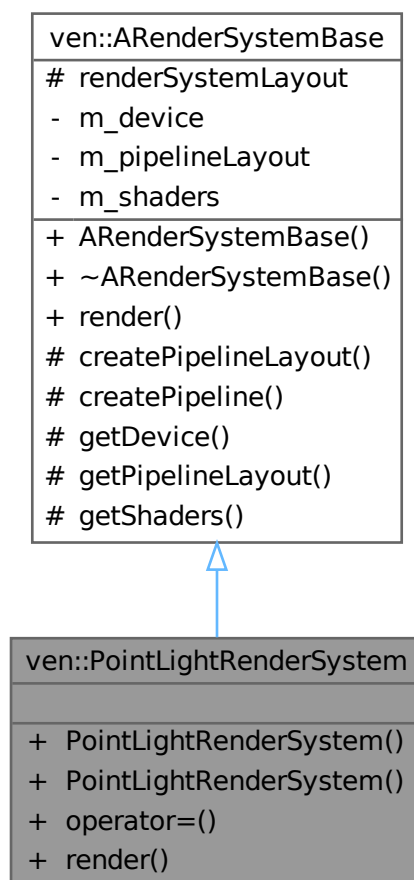 ven::ARenderSystemBase
# renderSystemLayout
- m_device
- m_pipelineLayout
- m_shaders
+ ARenderSystemBase()
+ ~ARenderSystemBase()
+ render()
# createPipelineLayout()
# createPipeline()
# getDevice()
# getPipelineLayout()
# getShaders()
ven::PointLightRenderSystem
+ PointLightRenderSystem()
+ PointLightRenderSystem()
+ operator=()
+ render()